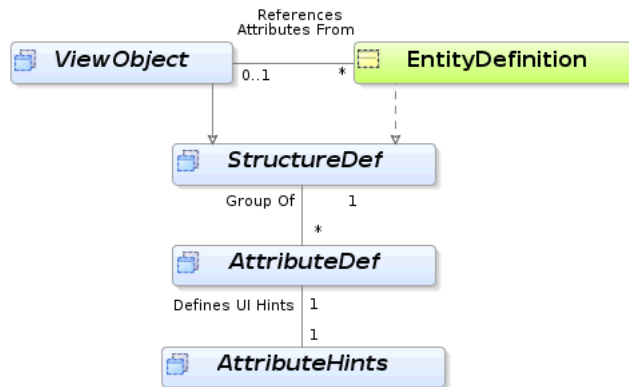 References
Attributes From
ViewObject
EntityDefinition
0..1
*
StructureDef
Group Of
1
*
AttributeDef
Defines UI Hints
1
1
AttributeHints